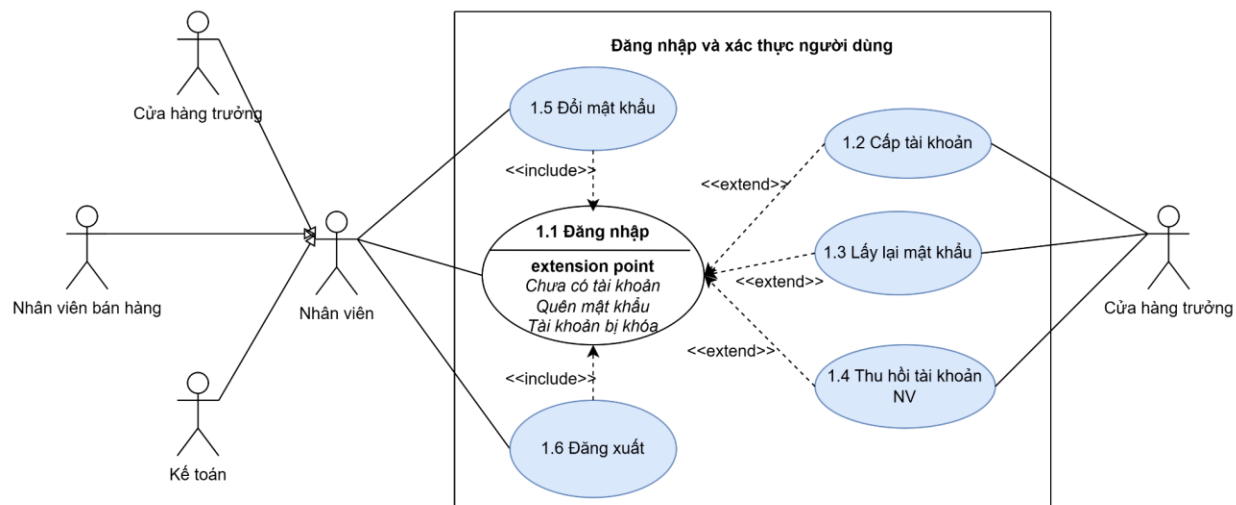 Đăng nhập và xác thực người dùng
Cửa hàng trưởng
Nhân viên bán hàng
Kế toán
Nhân viên
1.5 Đổi mật khẩu
<<include>>
1.1 Đăng nhập
extension point
Chưa có tài khoản
Quên mật khẩu
Tài khoản bị khóa
<<include>>
1.6 Đăng xuất
<<extend>>
<<extend>>
<<extend>>
1.2 Cấp tài khoản
1.3 Lấy lại mật khẩu
1.4 Thu hồi tài khoản
NV
Cửa hàng trưởng